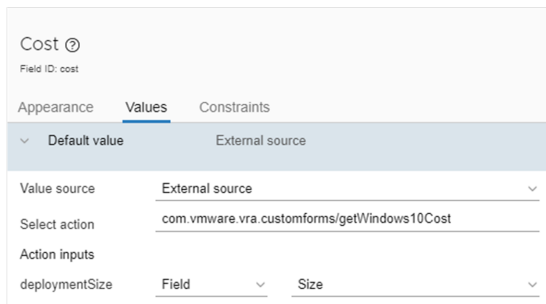 Cost
Field ID: cost
Appearance Values Constraints
Default value External source
Value source External source
Select action com.vmware.vra.customforms/getWindows10Cost
Action inputs
deploymentSize Field Size